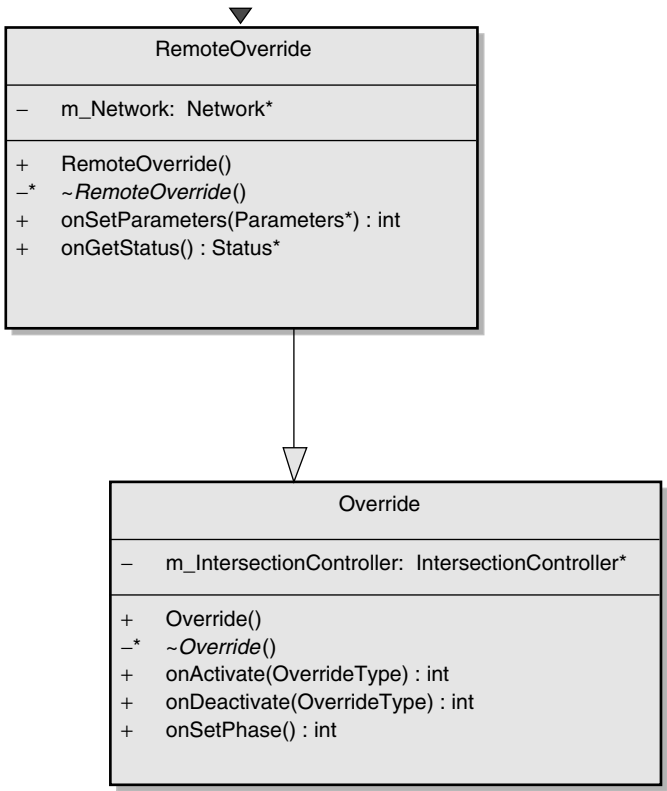 RemoteOverride
– m_Network: Network*
+ RemoteOverride()
–* ~RemoteOverride()
+ onSetParameters(Parameters*) : int
+ onGetStatus() : Status*
Override
– m_IntersectionController: IntersectionController*
+ Override()
–* ~Override()
+ onActivate(OverrideType) : int
+ onDeactivate(OverrideType) : int
+ onSetPhase() : int